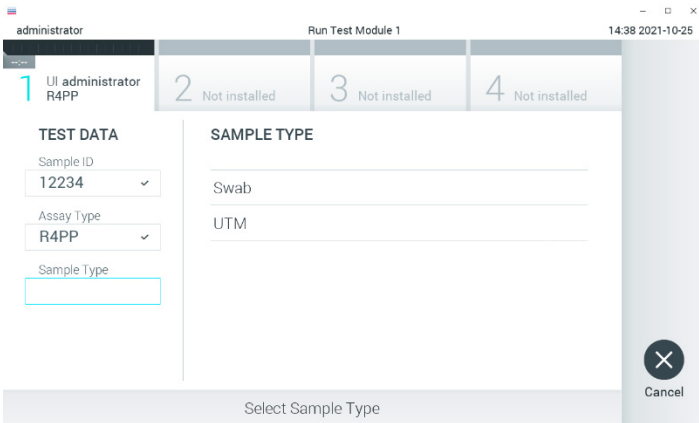 administrator
Run Test Module 1
14:38 2021-10-25
--:--
1 UI administrator
R4PP
2 Not installed
3 Not installed
4 Not installed
TEST DATA
Sample ID
12234
Assay Type
R4PP
Sample Type
SAMPLE TYPE
Swab
UTM
Cancel
Select Sample Type